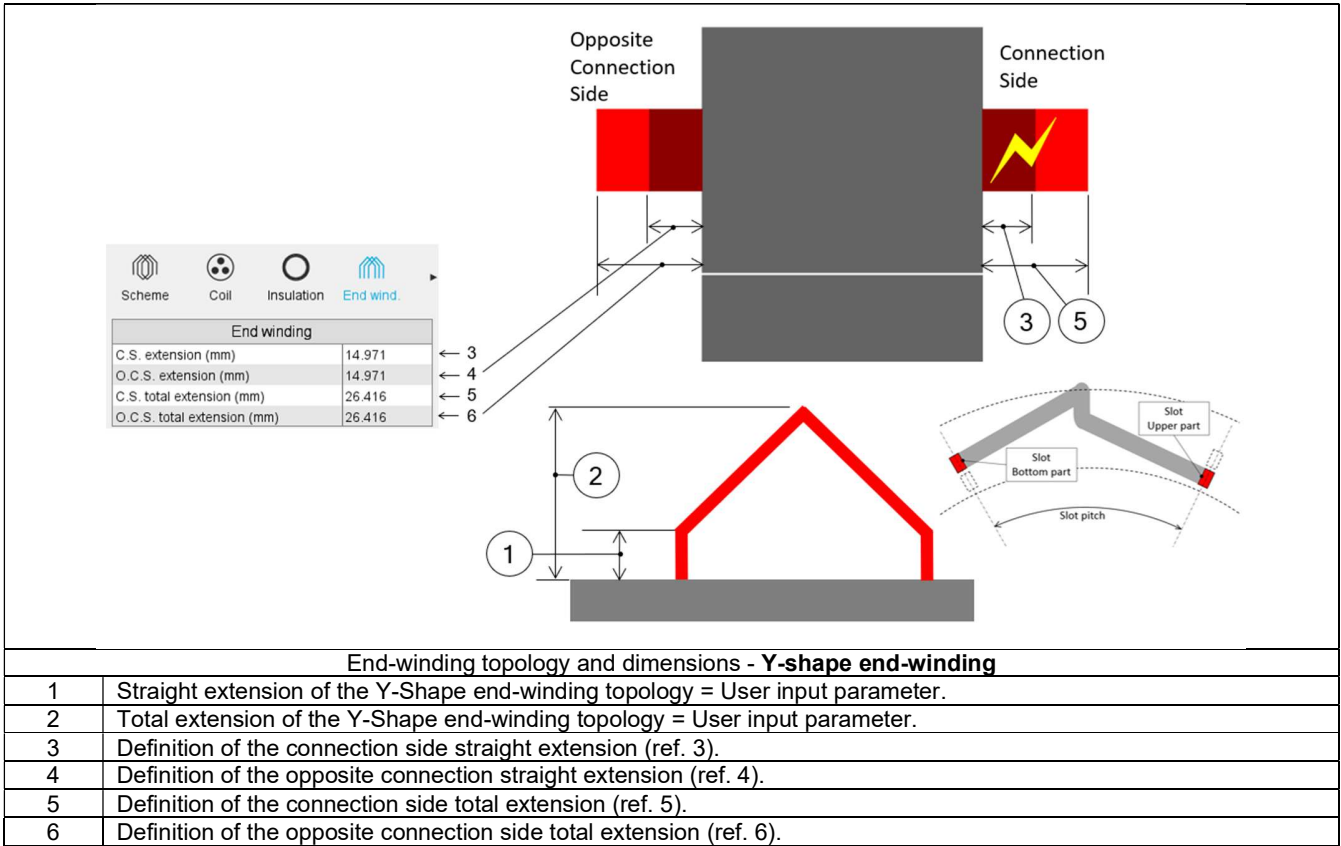 Opposite
Connection
Side
Connection
Side
Scheme Coil Insulation End wind.
End winding
C.S. extension (mm) 14.971 ← 3
O.C.S. extension (mm) 14.971 ← 4
C.S. total extension (mm) 26.416 ← 5
O.C.S. total extension (mm) 26.416 ← 6
3 5
2
1
Slot
Upper part
Slot
Bottom part
Slot pitch
End-winding topology and dimensions - Y-shape end-winding
1 Straight extension of the Y-Shape end-winding topology = User input parameter.
2 Total extension of the Y-Shape end-winding topology = User input parameter.
3 Definition of the connection side straight extension (ref. 3).
4 Definition of the opposite connection straight extension (ref. 4).
5 Definition of the connection side total extension (ref. 5).
6 Definition of the opposite connection side total extension (ref. 6).